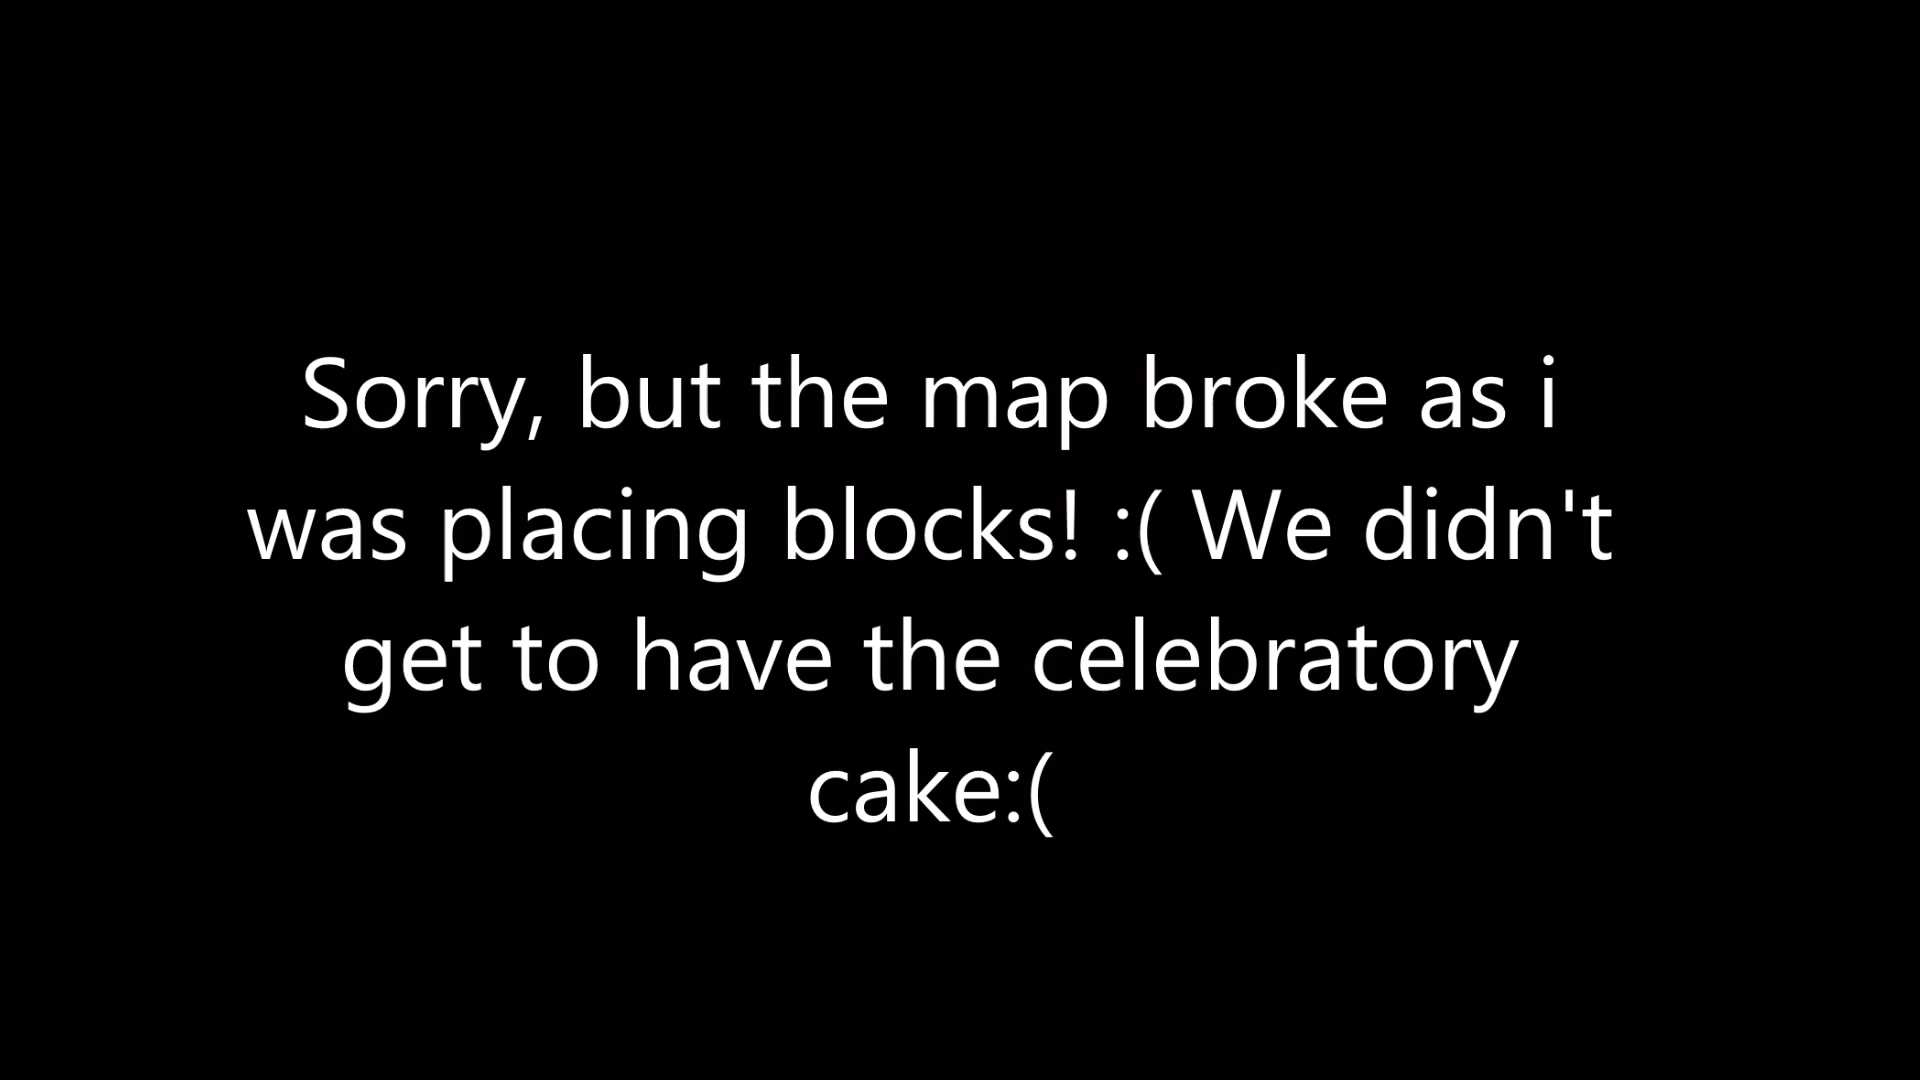 Sorry, but the map broke as i
was placing blocks! :( We didn't
get to have the celebratory
cake:(